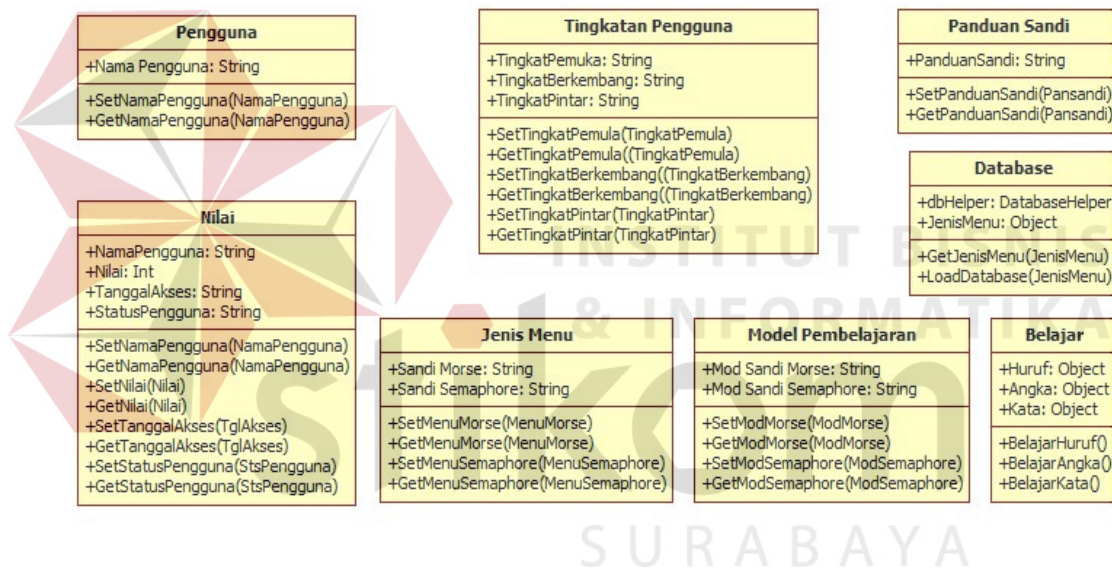 Pengguna
+Nama Pengguna: String
+SetNamaPengguna(NamaPengguna)
+GetNamaPengguna(NamaPengguna)
Tingkatan Pengguna
+TingkatPemuka: String
+TingkatBerkembang: String
+TingkatPintar: String
+SetTingkatPemula(TingkatPemula)
+GetTingkatPemula((TingkatPemula)
+SetTingkatBerkembang((TingkatBerkembang)
+GetTingkatBerkembang((TingkatBerkembang)
+SetTingkatPintar(TingkatPintar)
+GetTingkatPintar(TingkatPintar)
Panduan Sandi
+PanduanSandi: String
+SetPanduanSandi(Pansandi)
+GetPanduanSandi(Pansandi)
Database
+dbHelper: DatabaseHelper
+JenisMenu: Object
+GetJenisMenu(JenisMenu)
+LoadDatabase(JenisMenu)
Nilai
+NamaPengguna: String
+Nilai: Int
+TanggalAkses: String
+StatusPengguna: String
+SetNamaPengguna(NamaPengguna)
+GetNamaPengguna(NamaPengguna)
+SetNilai(Nilai)
+GetNilai(Nilai)
+SetTanggalAkses(TglAkses)
+GetTanggalAkses(TglAkses)
+SetStatusPengguna(StsPengguna)
+GetStatusPengguna(StsPengguna)
Jenis Menu
+Sandi Morse: String
+Sandi Semaphore: String
+SetMenuMorse(MenuMorse)
+GetMenuMorse(MenuMorse)
+SetMenuSemaphore(MenuSemaphore)
+GetMenuSemaphore(MenuSemaphore)
Model Pembelajaran
+Mod Sandi Morse: String
+Mod Sandi Semaphore: String
+SetModMorse(ModMorse)
+GetModMorse(ModMorse)
+SetModSemaphore(ModSemaphore)
+GetModSemaphore(ModSemaphore)
Belajar
+Huruf: Object
+Angka: Object
+Kata: Object
+BelajarHuruf()
+BelajarAngka()
+BelajarKata()
INSTITUT BISNIS
& INFORMATIKA
stikom
SURABAYA